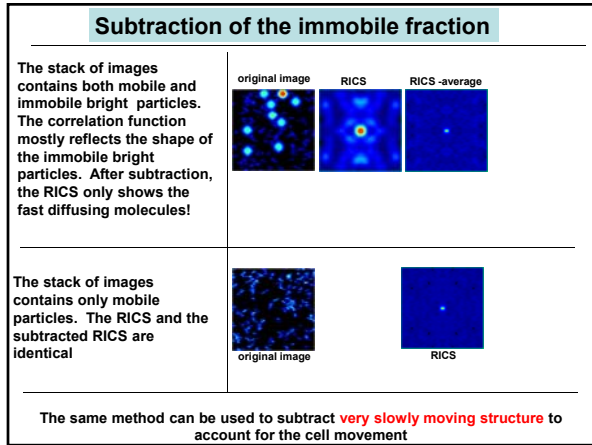 Subtraction of the immobile fraction
The stack of images
contains both mobile and
immobile bright particles.
The correlation function
mostly reflects the shape of
the immobile bright
particles. After subtraction,
the RICS only shows the
fast diffusing molecules!
original image
RICS
RICS -average
The stack of images
contains only mobile
particles. The RICS and the
subtracted RICS are
identical
original image
RICS
The same method can be used to subtract very slowly moving structure to
account for the cell movement